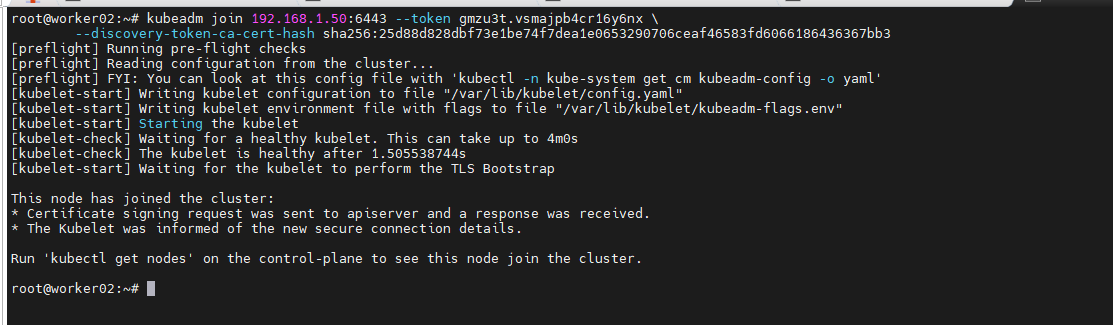 root@worker02:~# kubeadm join 192.168.1.50:6443 --token gmzu3t.vsmajpb4cr16y6nx \
        --discovery-token-ca-cert-hash sha256:25d88d828dbf73e1be74f7dea1e0653290706ceaf46583fd6066186436367bb3
[preflight] Running pre-flight checks
[preflight] Reading configuration from the cluster...
[preflight] FYI: You can look at this config file with 'kubectl -n kube-system get cm kubeadm-config -o yaml'
[kubelet-start] Writing kubelet configuration to file "/var/lib/kubelet/config.yaml"
[kubelet-start] Writing kubelet environment file with flags to file "/var/lib/kubelet/kubeadm-flags.env"
[kubelet-start] Starting the kubelet
[kubelet-check] Waiting for a healthy kubelet. This can take up to 4m0s
[kubelet-check] The kubelet is healthy after 1.505538744s
[kubelet-start] Waiting for the kubelet to perform the TLS Bootstrap

This node has joined the cluster:
* Certificate signing request was sent to apiserver and a response was received.
* The Kubelet was informed of the new secure connection details.

Run 'kubectl get nodes' on the control-plane to see this node join the cluster.

root@worker02:~#